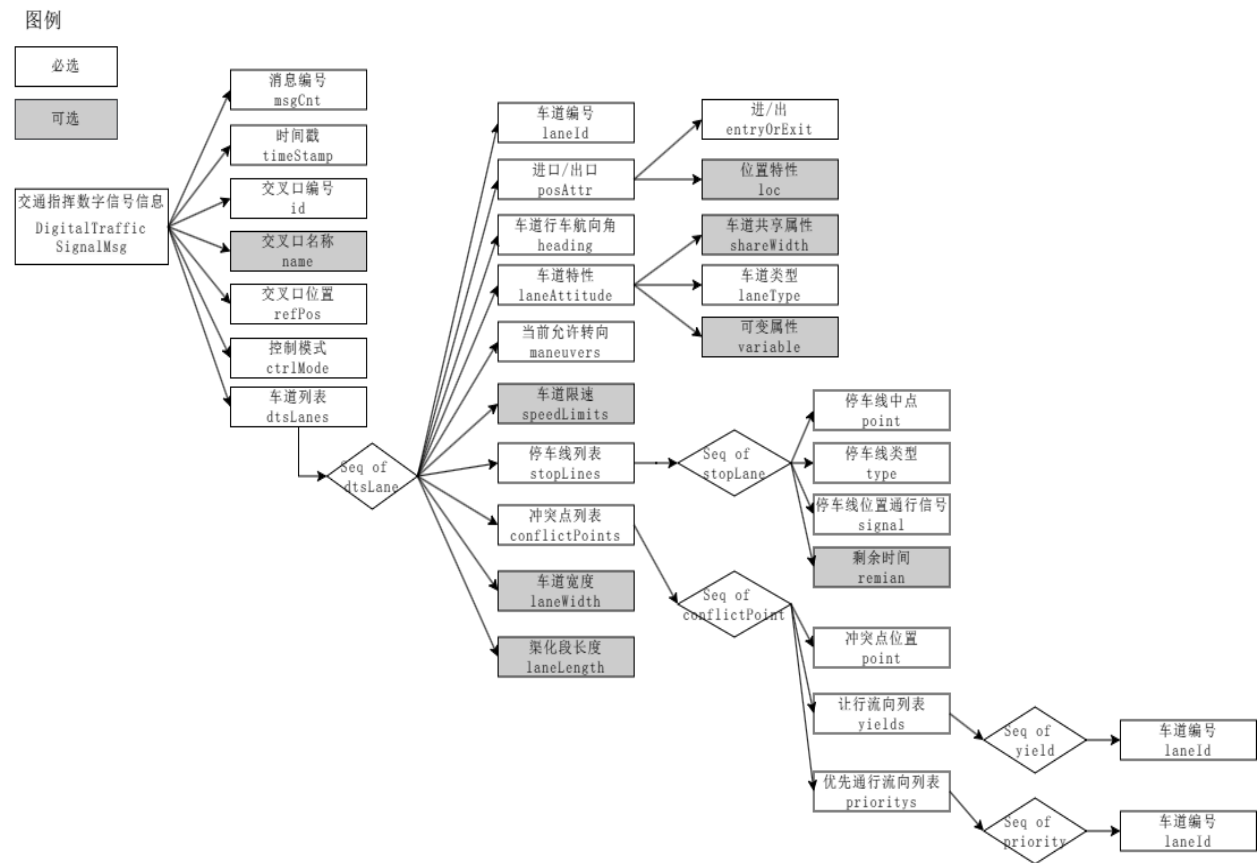 图例
必选
可选
交通指挥数字信号信息
DigitalTraffic
SignalMsg
消息编号
msgCnt
时间戳
timeStamp
交叉口编号
id
交叉口名称
name
交叉口位置
refPos
控制模式
ctrlMode
车道列表
dtsLanes
Seq of
dtsLane
车道编号
laneId
进口/出口
posAttr
车道行车航向角
heading
车道特性
laneAttitude
当前允许转向
maneuvers
车道限速
speedLimits
停车线列表
stopLines
冲突点列表
conflictPoints
车道宽度
laneWidth
渠化段长度
laneLength
进/出
entryOrExit
位置特性
loc
车道共享属性
shareWidth
车道类型
laneType
可变属性
variable
Seq of
stopLane
停车线中点
point
停车线类型
type
停车线位置通行信号
signal
剩余时间
remian
Seq of
conflictPoint
冲突点位置
point
让行流向列表
yields
优先通行流向列表
prioritys
Seq of
yield
车道编号
laneId
Seq of
priority
车道编号
laneId